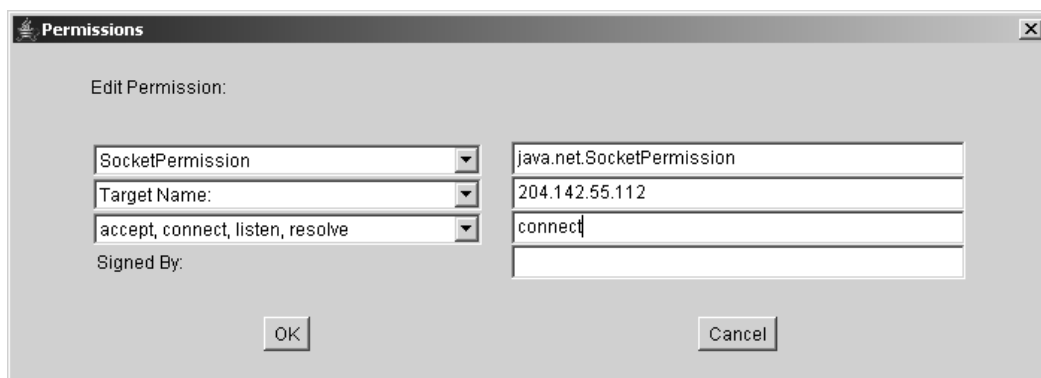 Permissions
Edit Permission:
SocketPermission java.net.SocketPermission
Target Name: 204.142.55.112
accept, connect, listen, resolve connect
Signed By:
OK Cancel